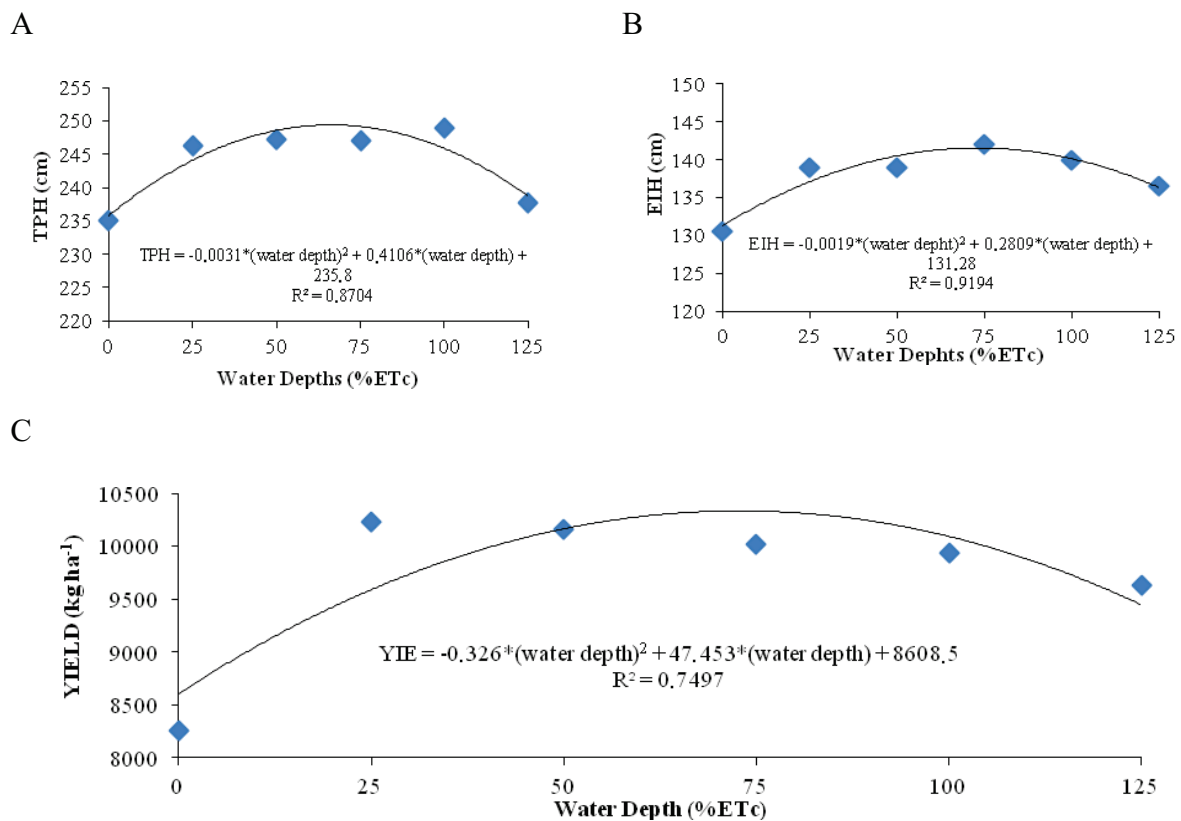 A
B
TPH (cm)
255
250
245
240
235
230
225
220
TPH = -0.0031*(water depth)² + 0.4106*(water depth) +
235.8
R² = 0.8704
0 25 50 75 100 125
Water Depths (%ETc)
EIH (cm)
150
145
140
135
130
125
120
EIH = -0.0019*(water depht)² + 0.2809*(water depth) +
131.28
R² = 0.9194
0 25 50 75 100 125
Water Dephts (%ETc)
C
YIELD (kg ha⁻¹)
10500
10000
9500
9000
8500
8000
YIE = -0.326*(water depth)² + 47.453*(water depth) + 8608.5
R² = 0.7497
0 25 50 75 100 125
Water Depth (%ETc)